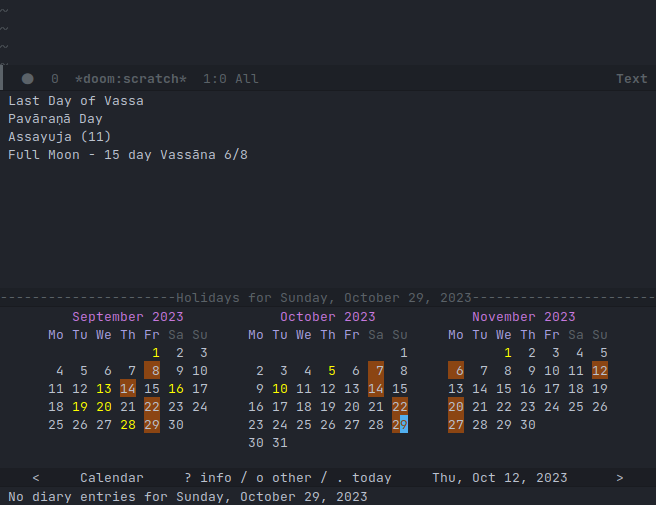 ~
~
~
~
● 0 *doom:scratch* 1:0 All Text
Last Day of Vassa
Pavāraṇā Day
Assayuja (11)
Full Moon - 15 day Vassāna 6/8
----------------------Holidays for Sunday, October 29, 2023-----------------------
September 2023 October 2023 November 2023
Mo Tu We Th Fr Sa Su Mo Tu We Th Fr Sa Su Mo Tu We Th Fr Sa Su
1 2 3 1 1 2 3 4 5
4 5 6 7 8 9 10 2 3 4 5 6 7 8 6 7 8 9 10 11 12
11 12 13 14 15 16 17 9 10 11 12 13 14 15 13 14 15 16 17 18 19
18 19 20 21 22 23 24 16 17 18 19 20 21 22 20 21 22 23 24 25 26
25 26 27 28 29 30 23 24 25 26 27 28 29 27 28 29 30
30 31
< Calendar ? info / o other / . today Thu, Oct 12, 2023 >
No diary entries for Sunday, October 29, 2023